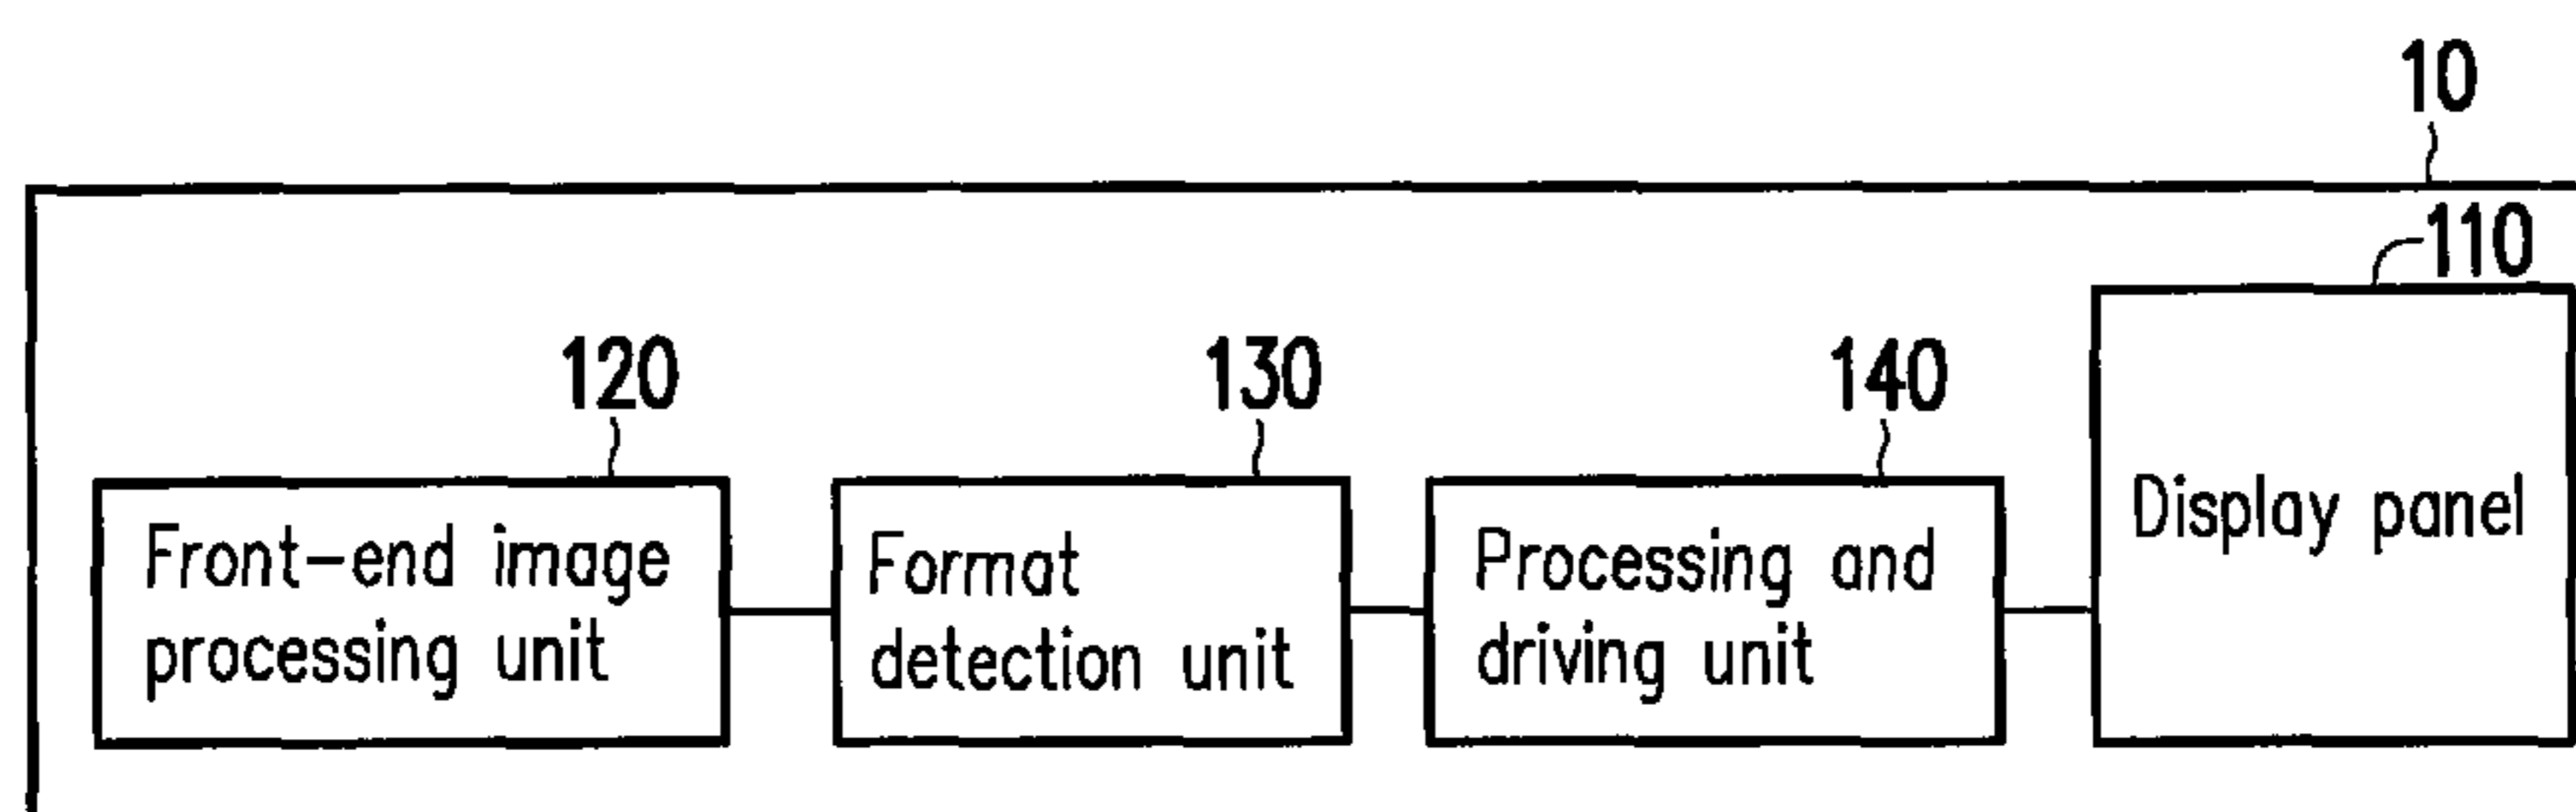 10
110
120
130
140
Front-end image
processing unit
Format
detection unit
Processing and
driving unit
Display panel